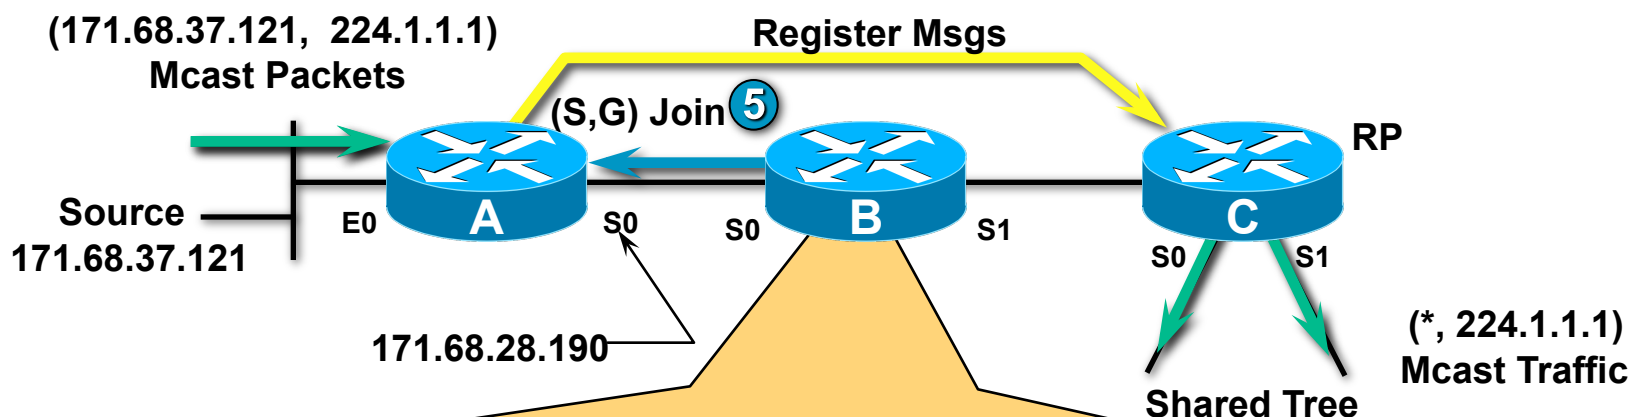 (171.68.37.121, 224.1.1.1)
Mcast Packets
Register Msgs
(S,G) Join 5
RP
Source
171.68.37.121
E0
A
S0
S0
B
S1
C
S0
S1
171.68.28.190
(*, 224.1.1.1)
Mcast Traffic
Shared Tree